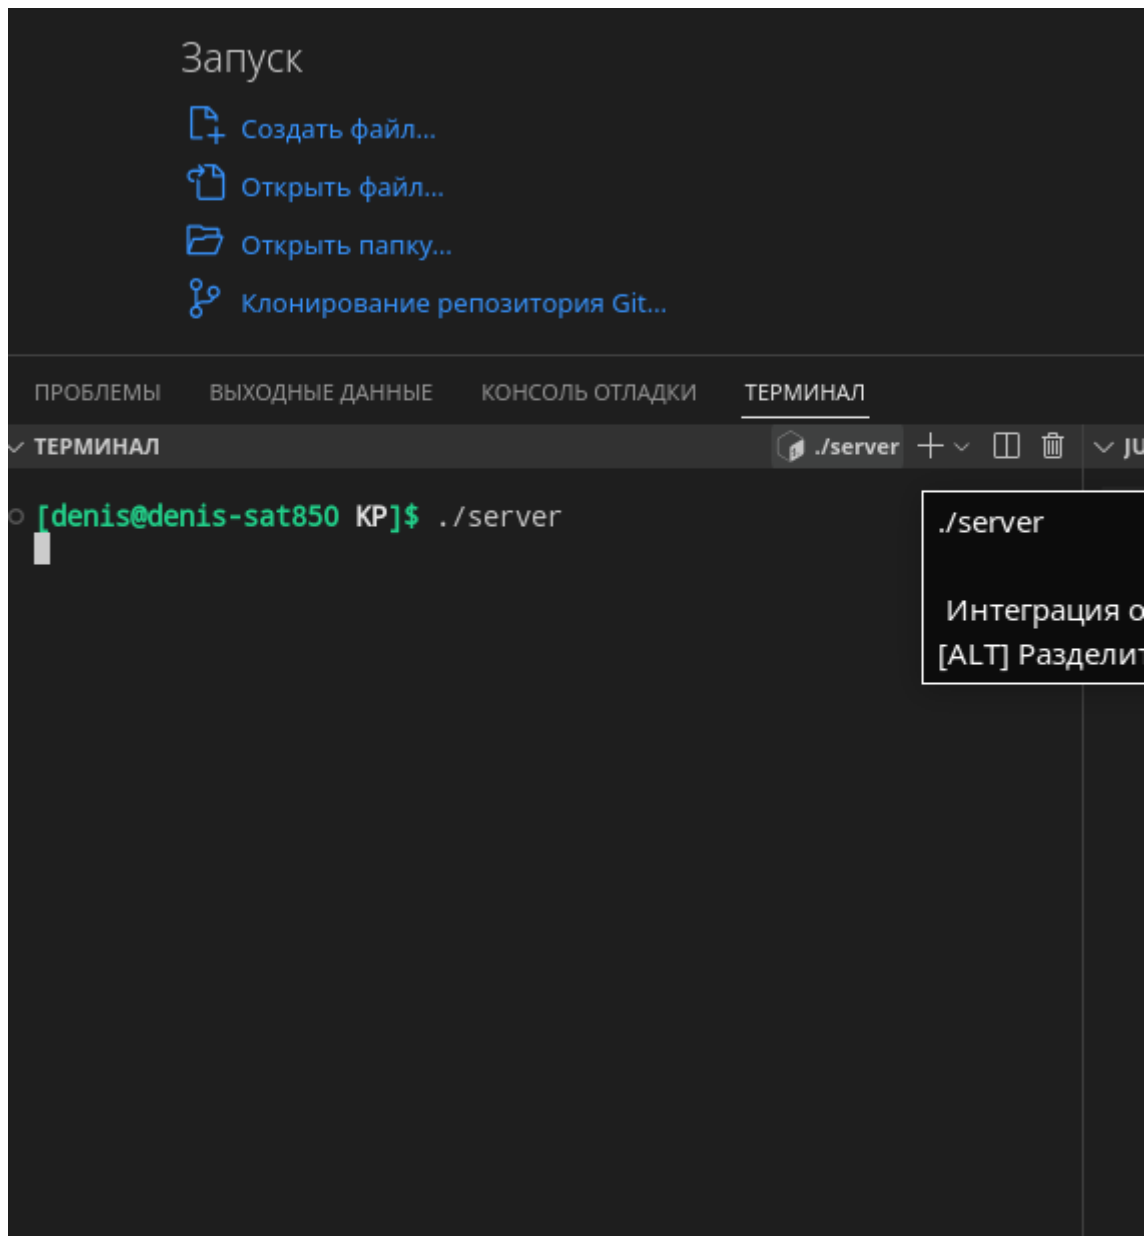 Запуск
Создать файл...
Открыть файл...
Открыть папку...
Клонирование репозитория Git...
ПРОБЛЕМЫ ВЫХОДНЫЕ ДАННЫЕ КОНСОЛЬ ОТЛАДКИ ТЕРМИНАЛ
ТЕРМИНАЛ ./server
[denis@denis-sat850 KP]$ ./server
./server
Интеграция
[ALT]